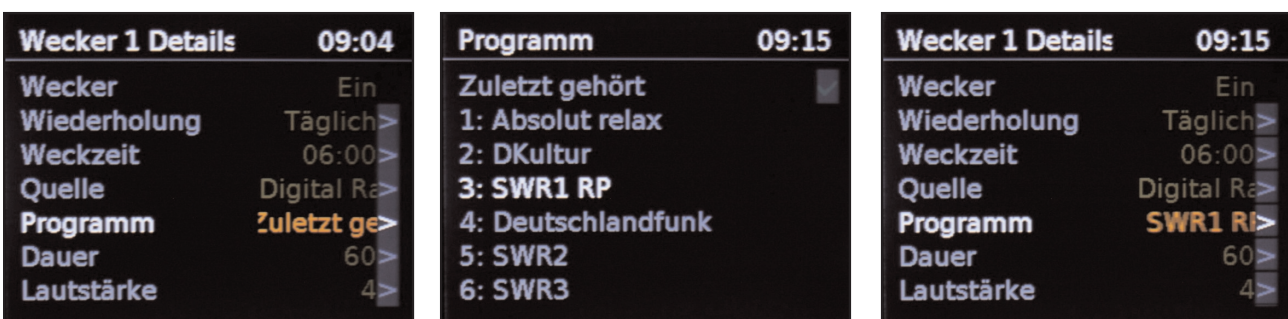 Wecker 1 Details 09:04
Wecker Ein
Wiederholung Täglich >
Weckzeit 06:00 >
Quelle Digital Ra >
Programm Zuletzt ge >
Dauer 60 >
Lautstärke 4 >
Programm 09:15
Zuletzt gehört
1: Absolut relax
2: DKultur
3: SWR1 RP
4: Deutschlandfunk
5: SWR2
6: SWR3
Wecker 1 Details 09:15
Wecker Ein
Wiederholung Täglich >
Weckzeit 06:00 >
Quelle Digital Ra >
Programm SWR1 RP >
Dauer 60 >
Lautstärke 4 >